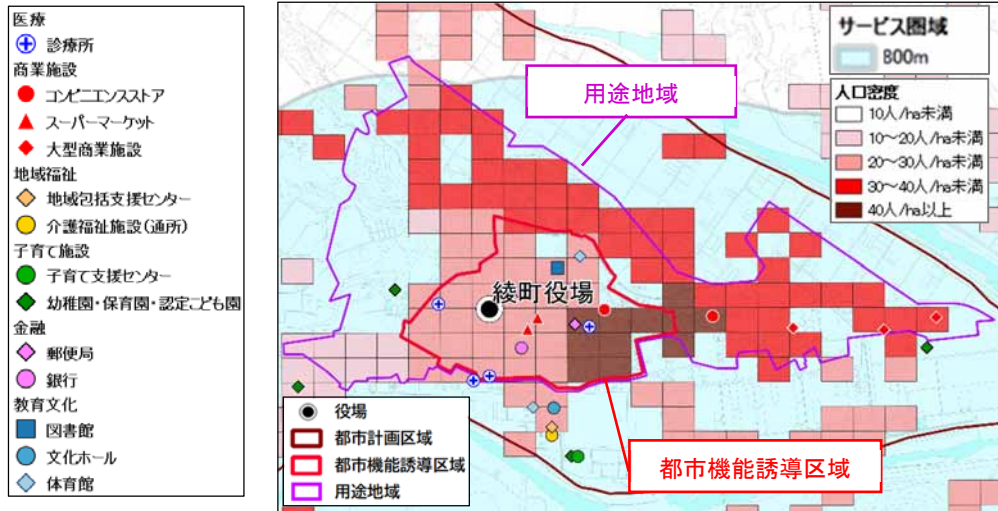 医療
診療所
商業施設
コンビニエンスストア
スーパーマーケット
大型商業施設
地域福祉
地域包括支援センター
介護福祉施設(通所)
子育て施設
子育て支援センター
幼稚園・保育園・認定こども園
金融
郵便局
銀行
教育文化
図書館
文化ホール
体育館
用途地域
サービス圏域
800m
人口密度
10人/ha未満
10～20人/ha未満
20～30人/ha未満
30～40人/ha未満
40人/ha以上
綾町役場
役場
都市計画区域
都市機能誘導区域
用途地域
都市機能誘導区域